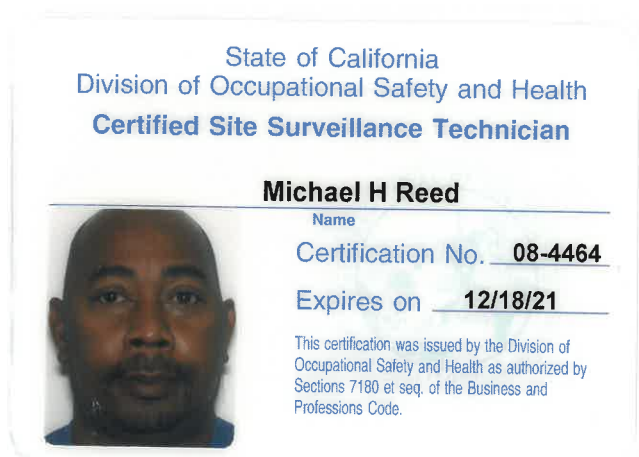 State of California
Division of Occupational Safety and Health
Certified Site Surveillance Technician
Michael H Reed
Name
Certification No. 08-4464
Expires on 12/18/21
This certification was issued by the Division of
Occupational Safety and Health as authorized by
Sections 7180 et seq. of the Business and
Professions Code.